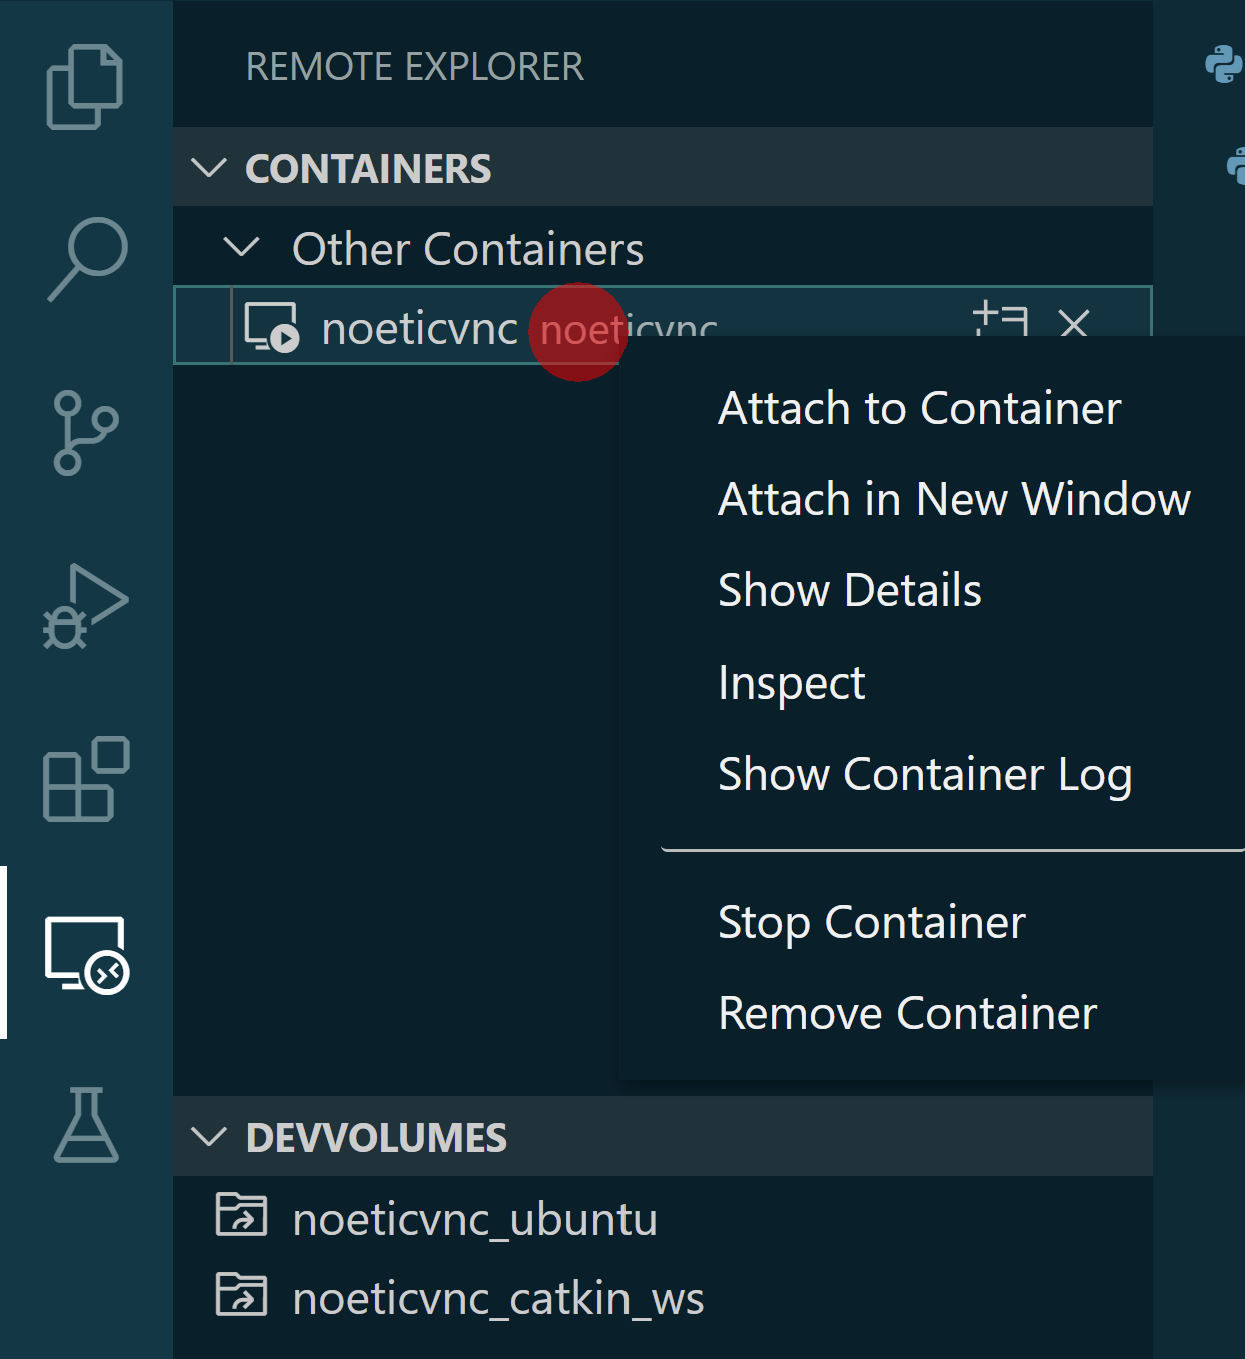 REMOTE EXPLORER
CONTAINERS
Other Containers
noeticvnc noeticvnc
Attach to Container
Attach in New Window
Show Details
Inspect
Show Container Log
Stop Container
Remove Container
DEVVOLUMES
noeticvnc_ubuntu
noeticvnc_catkin_ws